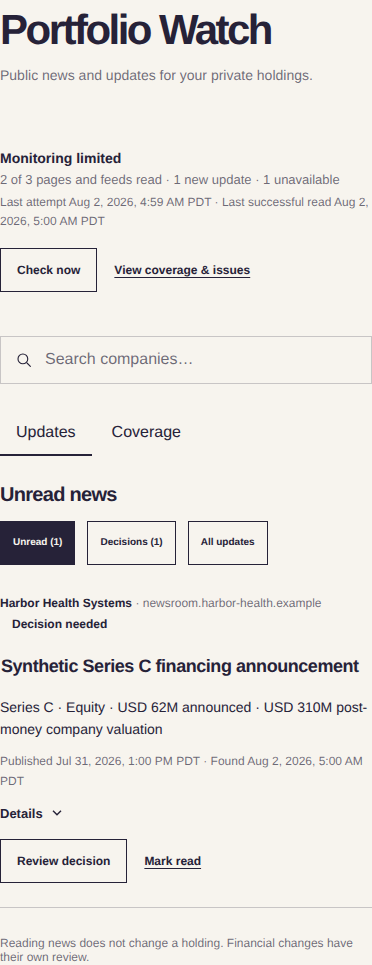 Portfolio Watch
Public news and updates for your private holdings.
Monitoring limited
2 of 3 pages and feeds read · 1 new update · 1 unavailable
Last attempt Aug 2, 2026, 4:59 AM PDT · Last successful read Aug 2,
2026, 5:00 AM PDT
Check now View coverage & issues
Search companies…
Updates Coverage
Unread news
Unread (1) Decisions (1) All updates
Harbor Health Systems · newsroom.harbor-health.example
Decision needed
Synthetic Series C financing announcement
Series C · Equity · USD 62M announced · USD 310M post-
money company valuation
Published Jul 31, 2026, 1:00 PM PDT · Found Aug 2, 2026, 5:00 AM
PDT
Details
Review decision Mark read
Reading news does not change a holding. Financial changes have
their own review.